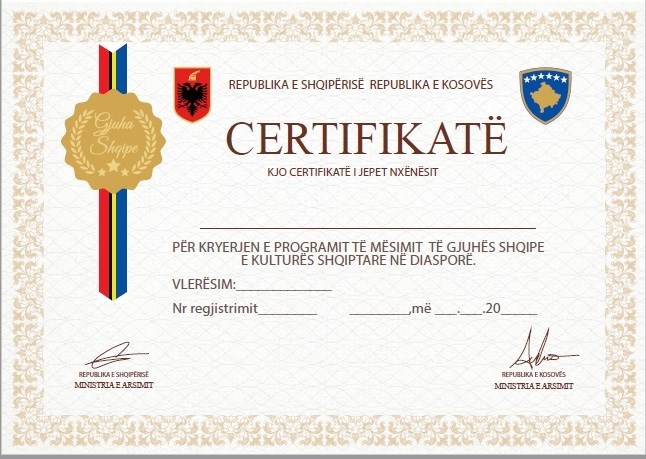 Gjuha
Shqipe
REPUBLIKA E SHQIPËRISË REPUBLIKA E KOSOVËS
CERTIFIKATË
KJO CERTIFIKATË I JEPET NXËNËSIT
PËR KRYERJEN E PROGRAMIT TË MËSIMIT TË GJUHËS SHQIPE
E KULTURËS SHQIPTARE NË DIASPORË.
VLERËSIM:_____________
Nr regjistrimit________ ________,më ___.___.20_____
REPUBLIKA E SHQIPËRISË
MINISTRIA E ARSIMIT
REPUBLIKA E KOSOVËS
MINISTRIA E ARSIMIT